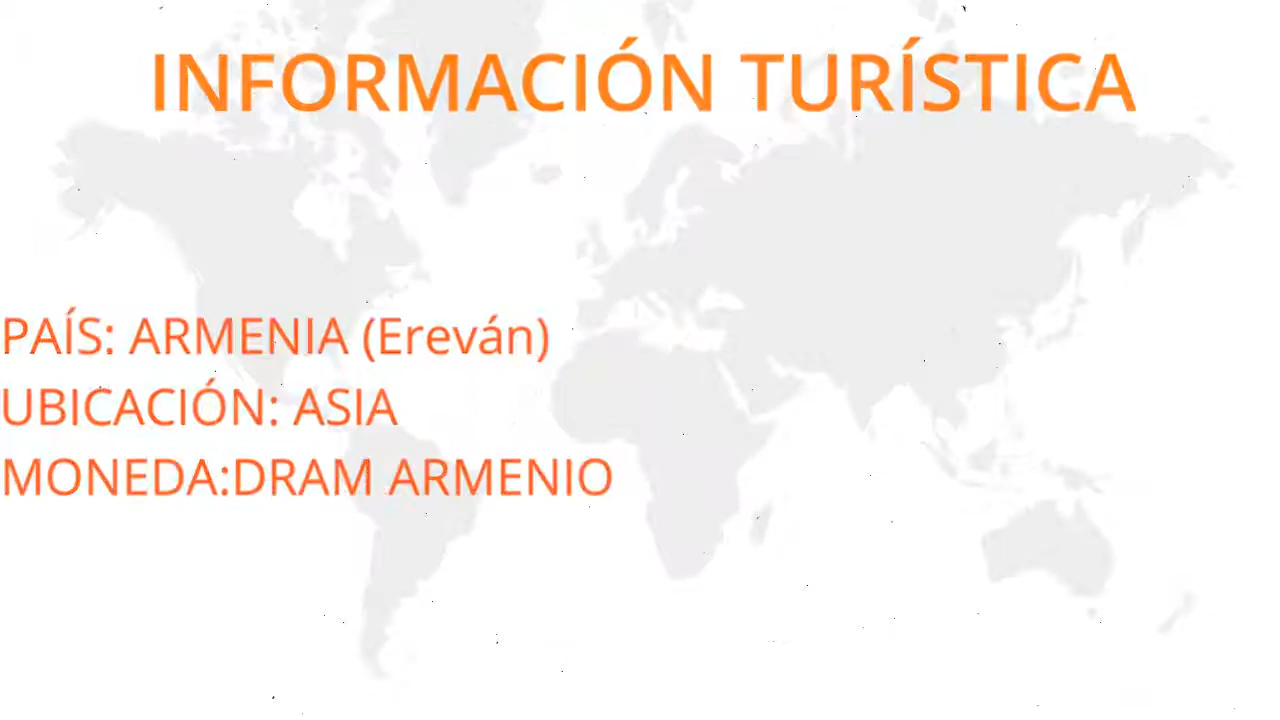 INFORMACIÓN TURÍSTICA
PAÍS: ARMENIA (Ereván)
UBICACIÓN: ASIA
MONEDA:DRAM ARMENIO